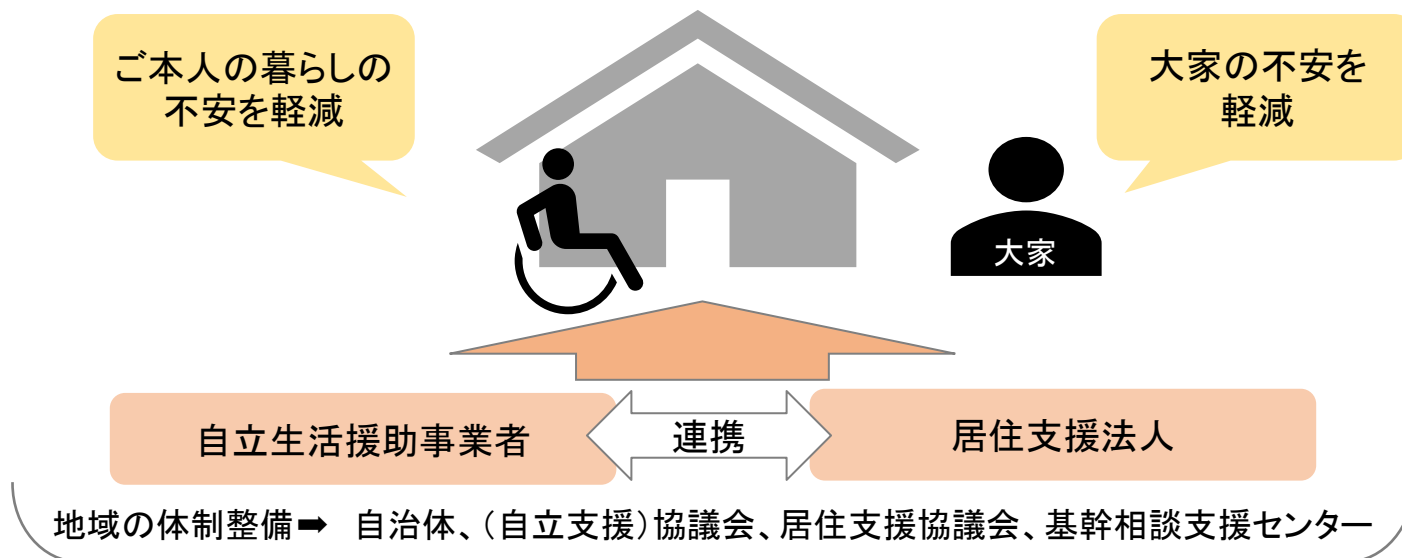 ご本人の暮らしの
不安を軽減
大家の不安を
軽減
大家
自立生活援助事業者
連携
居住支援法人
地域の体制整備➡ 自治体、（自立支援）協議会、居住支援協議会、基幹相談支援センター